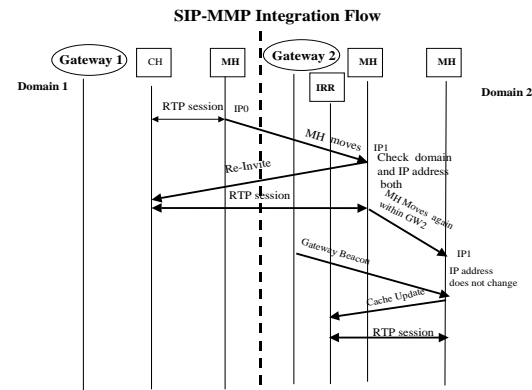 SIP-MMP Integration Flow
Gateway 1
CH
MH
Gateway 2
MH
MH
IRR
Domain 1
Domain 2
RTP session
IP0
MH moves
IP1
Check domain
and IP address
both
Re-Invite
RTP session
MH Moves again
within GW2
IP1
Gateway Beacon
IP address
does not change
Cache Update
RTP session